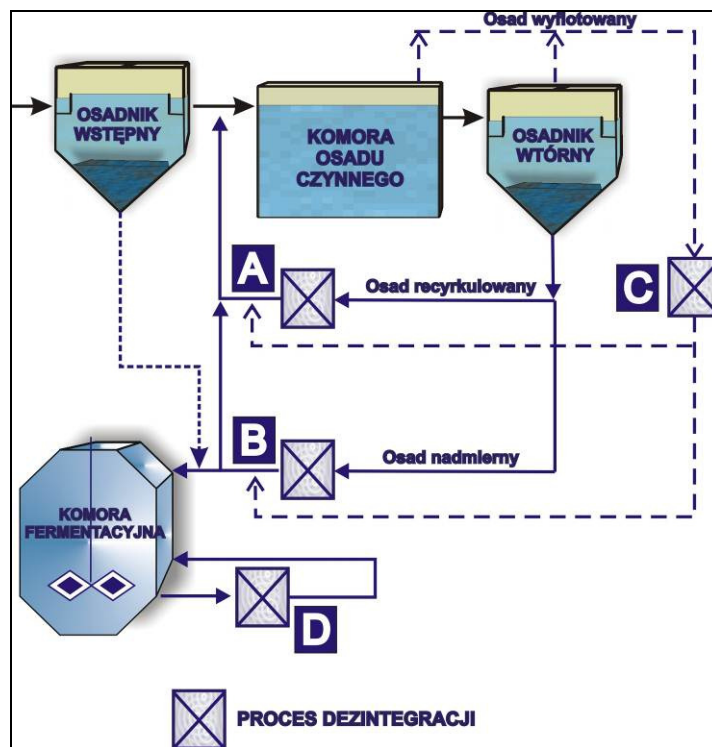 Osad wyflotowany
OSADNIK
WSTĘPNY
KOMORA
OSADU
CZYNNEGO
OSADNIK
WTÓRNY
A
Osad recyrkulowany
C
B
Osad nadmierny
KOMORA
FERMENTACYJNA
D
PROCES DEZINTEGRACJI